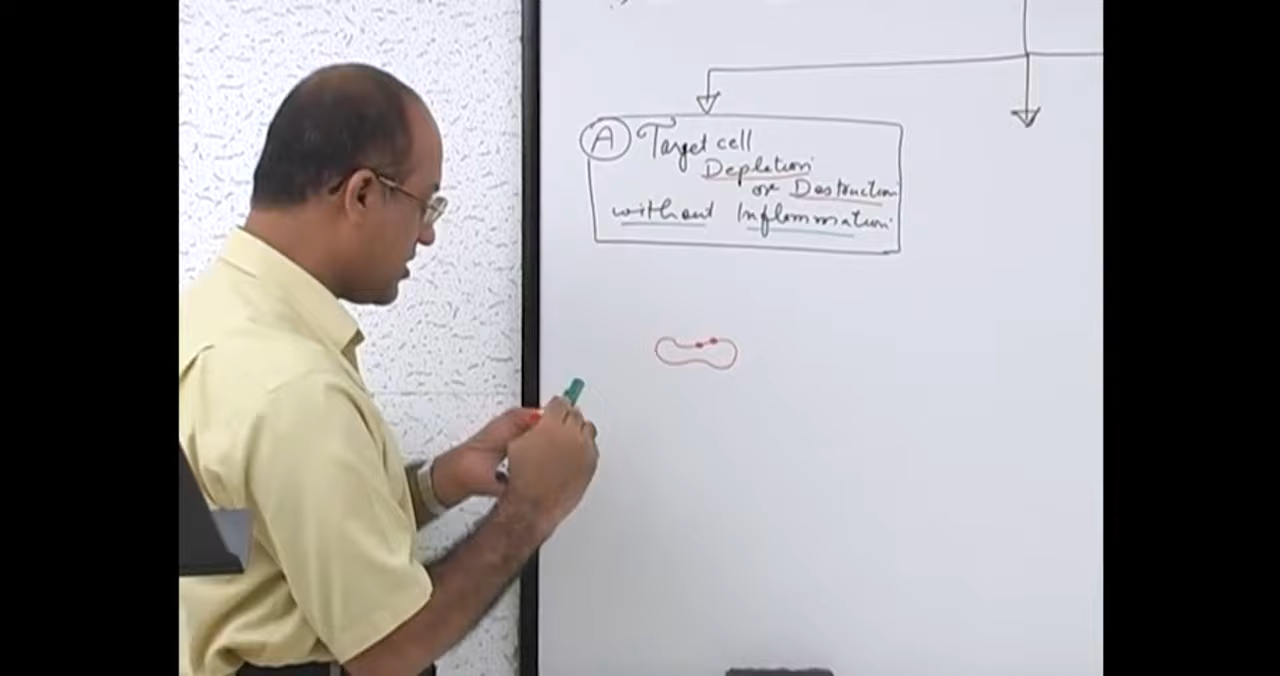 A Target cell
Depletion
or Destruction
without Inflammation